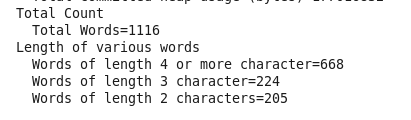 Total Count
Total Words=1116
Length of various words
Words of length 4 or more character=668
Words of length 3 character=224
Words of length 2 characters=205